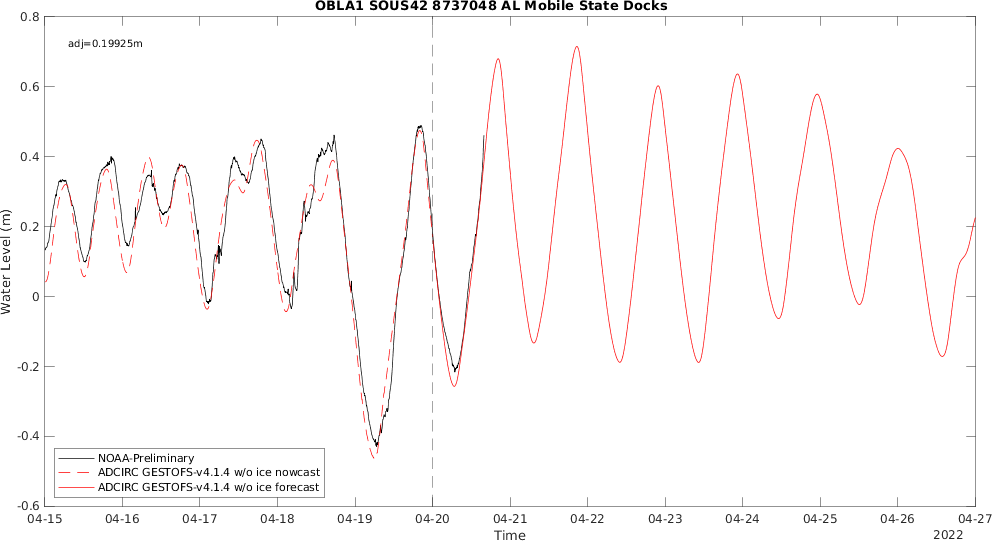 OBLA1 SOUS42 8737048 AL Mobile State Docks
adj=0.19925m
Water Level (m)
0.8
0.6
0.4
0.2
0
-0.2
-0.4
-0.6
NOAA-Preliminary
ADCIRC GESTOFS-v4.1.4 w/o ice nowcast
ADCIRC GESTOFS-v4.1.4 w/o ice forecast
04-15 04-16 04-17 04-18 04-19 04-20 04-21 04-22 04-23 04-24 04-25 04-26 04-27
Time
2022